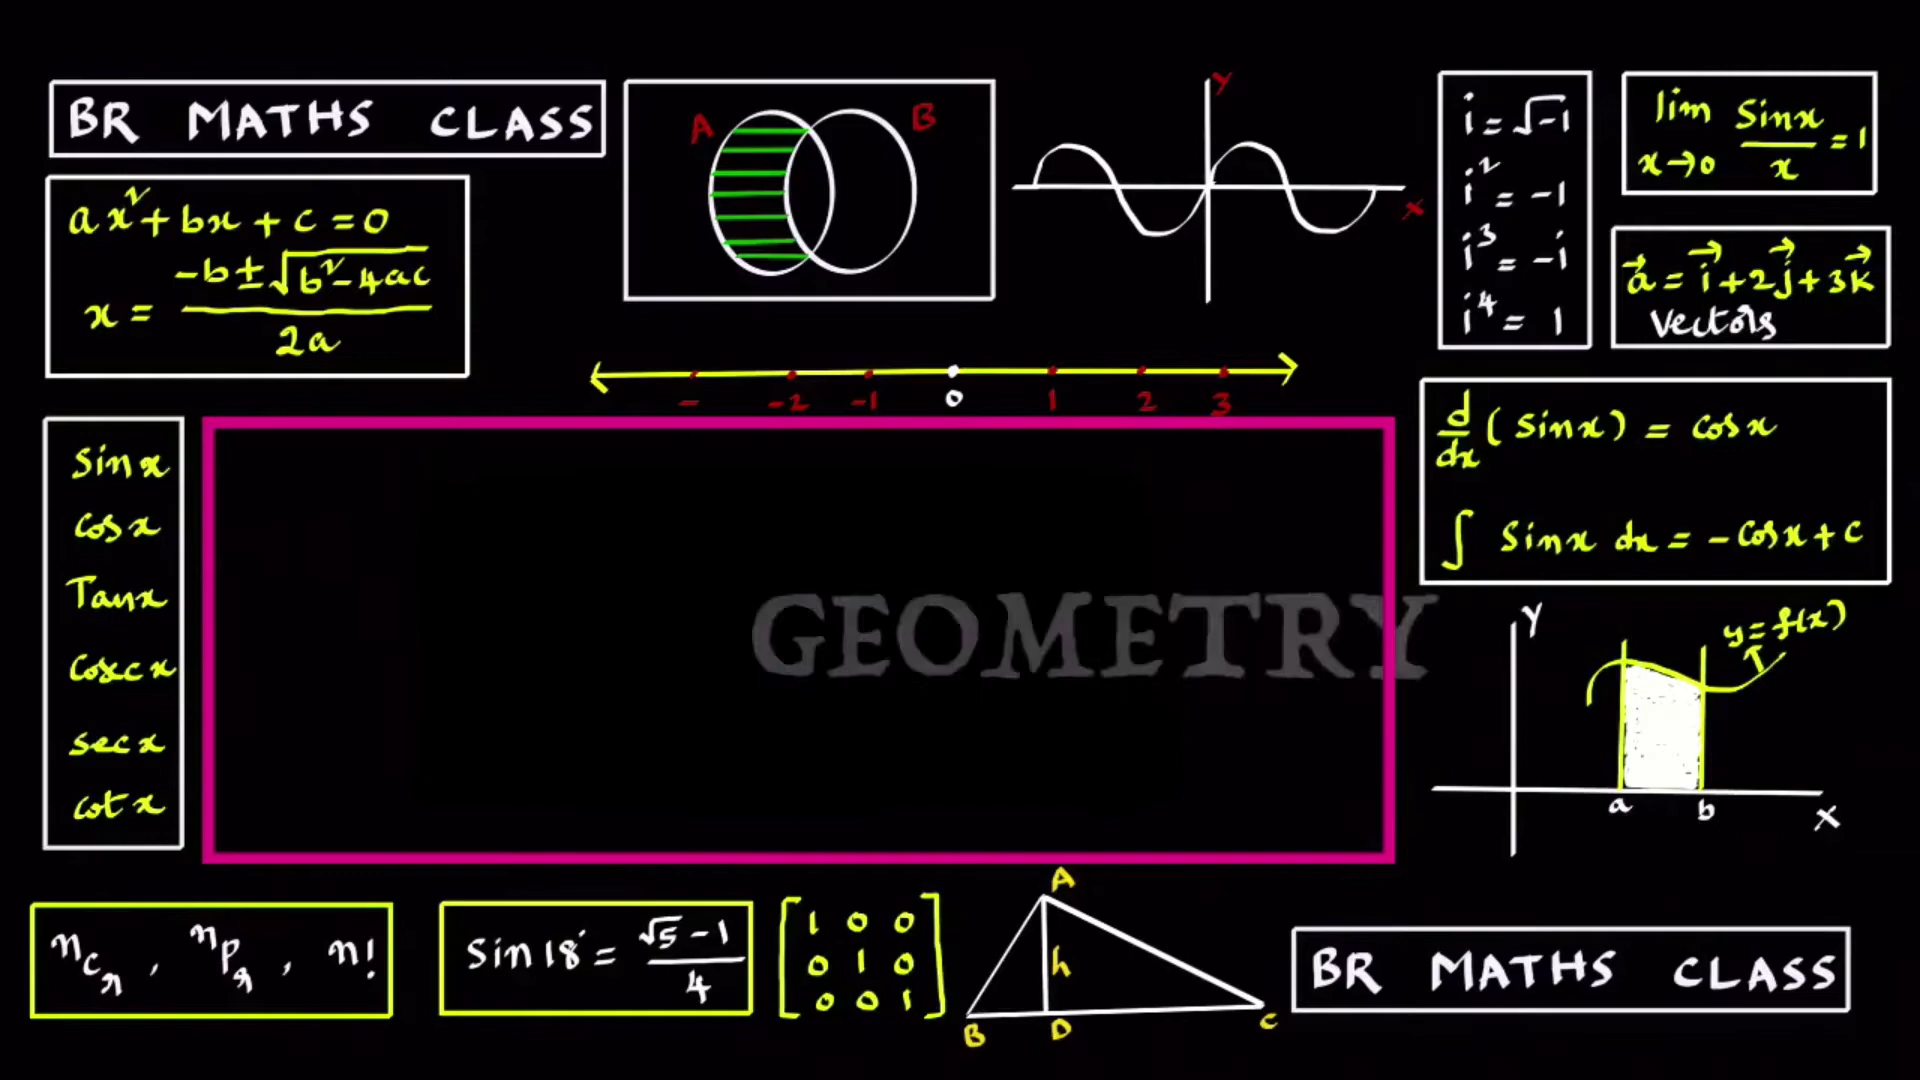 BR MATHS CLASS
ax²+bx+c=0
x = -b±√b²-4ac
2a
A B
Y
X
i=√-1
i²=-1
i³=-i
i⁴=1
lim sinx =1
x→0 x
a⃗=i⃗+2j⃗+3k⃗
vectors
- -2 -1 0 1 2 3
sinx
cosx
Tanx
cosecx
secx
cotx
GEOMETRY
d/dx (sinx) = cosx
∫ sinx dx = -cosx+c
Y
y=f(x)
a b
X
nCr, nPr, n!
Sin18°= √5-1
4
1 0 0
0 1 0
0 0 1
A
h
B D C
BR MATHS CLASS